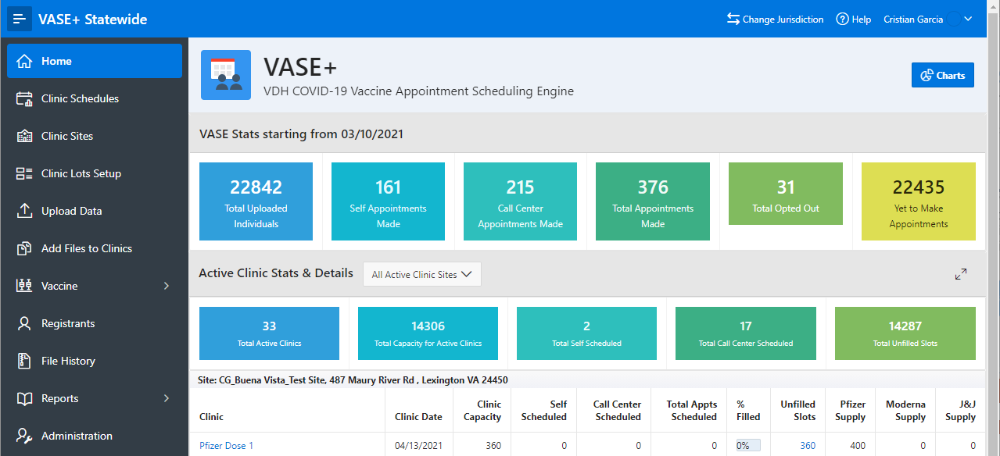 VASE+ Statewide
Change Jurisdiction
Help
Cristian Garcia
Home
Clinic Schedules
Clinic Sites
Clinic Lots Setup
Upload Data
Add Files to Clinics
Vaccine
Registrants
File History
Reports
Administration
VASE+
VDH COVID-19 Vaccine Appointment Scheduling Engine
Charts
VASE Stats starting from 03/10/2021
22842
Total Uploaded
Individuals
161
Self Appointments
Made
215
Call Center
Appointments Made
376
Total Appointments
Made
31
Total Opted Out
22435
Yet to Make
Appointments
Active Clinic Stats & Details
All Active Clinic Sites
33
Total Active Clinics
14306
Total Capacity for Active Clinics
2
Total Self Scheduled
17
Total Call Center Scheduled
14287
Total Unfilled Slots
Site: CG_Buena Vista_Test Site, 487 Maury River Rd , Lexington VA 24450
Clinic Self Call Center Total Appts % Unfilled Pfizer Moderna J&J
Clinic Clinic Date Capacity Scheduled Scheduled Scheduled Filled Slots Supply Supply Supply
Pfizer Dose 1 04/13/2021 360 0 0 0 0% 360 400 0 0